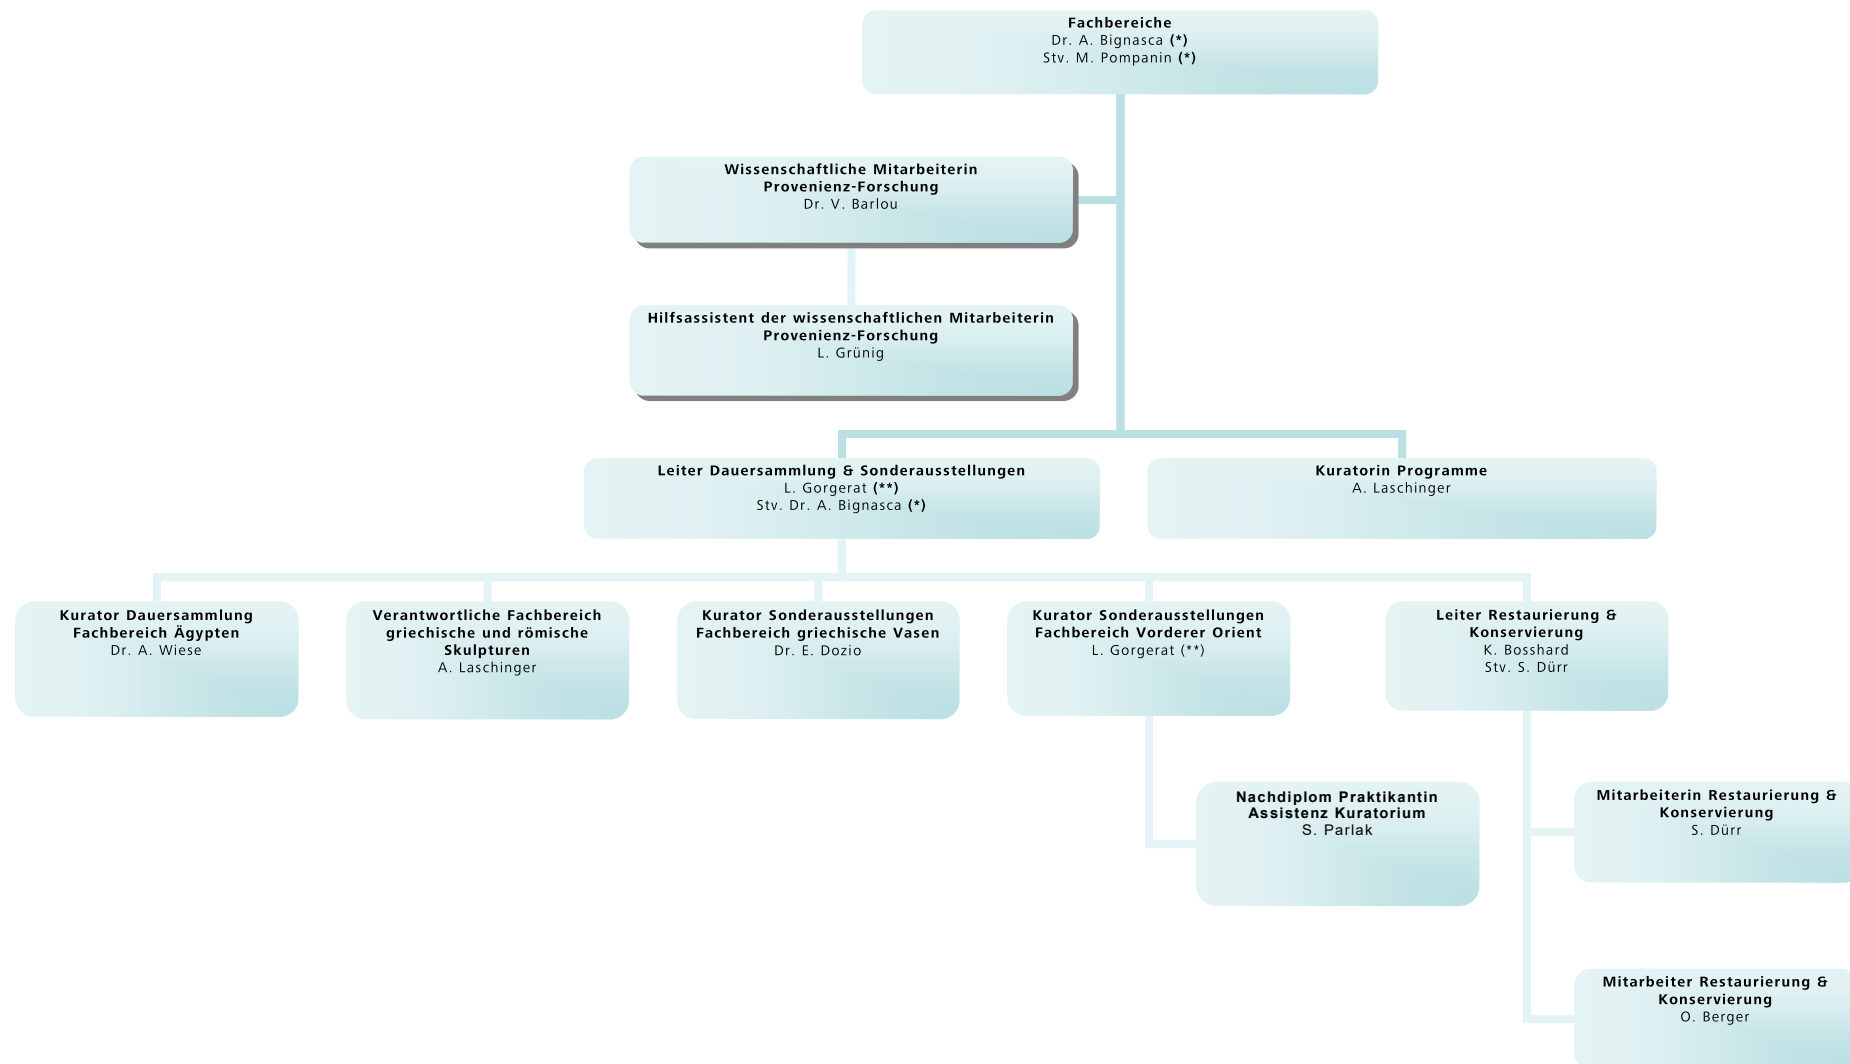 Fachbereiche
Dr. A. Bignasca (*)
Stv. M. Pompanin (*)
Wissenschaftliche Mitarbeiterin
Provenienz-Forschung
Dr. V. Barlou
Hilfsassistent der wissenschaftlichen Mitarbeiterin
Provenienz-Forschung
L. Grünig
Leiter Dauersammlung & Sonderausstellungen
L. Gorgerat (**)
Stv. Dr. A. Bignasca (*)
Kuratorin Programme
A. Laschinger
Kurator Dauersammlung
Fachbereich Ägypten
Dr. A. Wiese
Verantwortliche Fachbereich
griechische und römische
Skulpturen
A. Laschinger
Kurator Sonderausstellungen
Fachbereich griechische Vasen
Dr. E. Dozio
Kurator Sonderausstellungen
Fachbereich Vorderer Orient
L. Gorgerat (**)
Leiter Restaurierung &
Konservierung
K. Bosshard
Stv. S. Dürr
Nachdiplom Praktikantin
Assistenz Kuratorium
S. Parlak
Mitarbeiterin Restaurierung &
Konservierung
S. Dürr
Mitarbeiter Restaurierung &
Konservierung
O. Berger